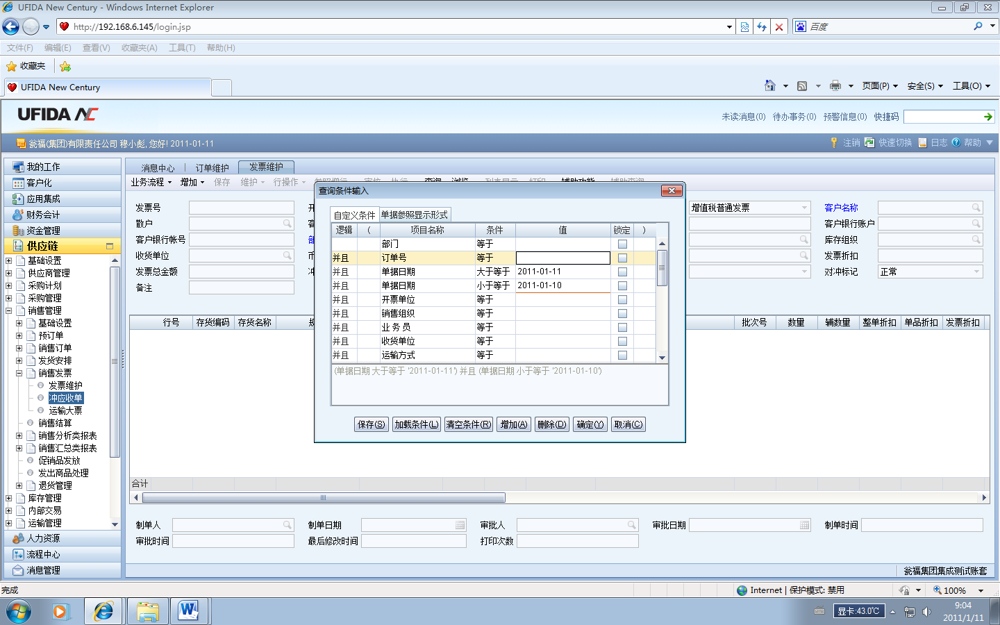 UFIDA New Century - Windows Internet Explorer
http://192.168.6.145/login.jsp
百度
文件(F) 编辑(E) 查看(V) 收藏夹(A) 工具(T) 帮助(H)
收藏夹
UFIDA New Century
页面(P) 安全(S) 工具(O)
UFIDA NC
未读消息(0) 待办事务(0) 预警信息(0) 快捷码
瓮福(集团)有限责任公司 穆小彪, 您好! 2011-01-11
注销 快速切换 日志 帮助
我的工作
客户化
应用集成
财务会计
资金管理
供应链
基础设置
供应商管理
采购计划
采购管理
销售管理
基础设置
预订单
销售订单
发货安排
销售发票
发票维护
冲应收单
运输大票
销售结算
销售分析类报表
销售汇总类报表
促销品发放
发出商品处理
退货管理
库存管理
内部交易
运输管理
人力资源
流程中心
消息管理
消息中心 订单维护 发票维护
业务流程 增加 保存 维护 行操作
发票号
散户
客户银行帐号
收货单位
发票总金额
备注
增值税普通发票
客户名称
客户银行账户
库存组织
发票折扣
对冲标记 正常
查询条件输入
自定义条件 单据参照显示形式
逻辑 ( 项目名称 条件 值 锁定 )
部门 等于
并且 订单号 等于
并且 单据日期 大于等于 2011-01-11
并且 单据日期 小于等于 2011-01-10
并且 开票单位 等于
并且 销售组织 等于
并且 业 务 员 等于
并且 收货单位 等于
并且 运输方式 等于
(单据日期 大于等于 '2011-01-11') 并且 (单据日期 小于等于 '2011-01-10')
保存(S) 加载条件(L) 清空条件(R) 增加(A) 删除(D) 确定(Y) 取消(C)
行号 存货编码 存货名称 批次号 数量 辅数量 整单折扣 单品折扣 发票折扣
合计
制单人 制单日期 审批人 审批日期 制单时间
审批时间 最后修改时间 打印次数
瓮福集团集成测试账套
完成
Internet | 保护模式: 禁用
100%
显卡:43.0℃
9:04
2011/1/11